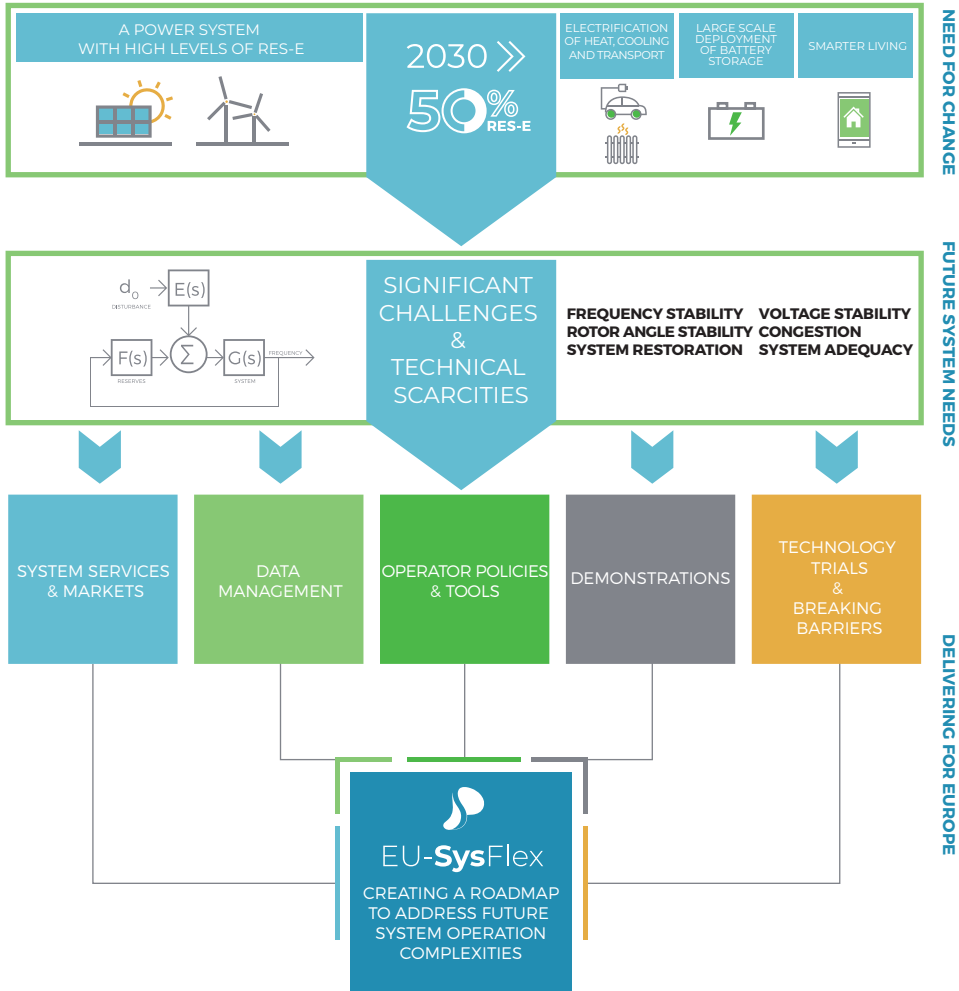 A POWER SYSTEM
WITH HIGH LEVELS OF RES-E
2030
50%
RES-E
ELECTRIFICATION
OF HEAT, COOLING
AND TRANSPORT
LARGE SCALE
DEPLOYMENT
OF BATTERY
STORAGE
SMARTER LIVING
NEED FOR CHANGE
d0
DISTURBANCE
E(s)
F(s)
RESERVES
Σ
G(s)
SYSTEM
FREQUENCY
SIGNIFICANT
CHALLENGES
&
TECHNICAL
SCARCITIES
FREQUENCY STABILITY
ROTOR ANGLE STABILITY
SYSTEM RESTORATION
VOLTAGE STABILITY
CONGESTION
SYSTEM ADEQUACY
FUTURE SYSTEM NEEDS
SYSTEM SERVICES
& MARKETS
DATA
MANAGEMENT
OPERATOR POLICIES
& TOOLS
DEMONSTRATIONS
TECHNOLOGY
TRIALS
&
BREAKING
BARRIERS
DELIVERING FOR EUROPE
EU-SysFlex
CREATING A ROADMAP
TO ADDRESS FUTURE
SYSTEM OPERATION
COMPLEXITIES